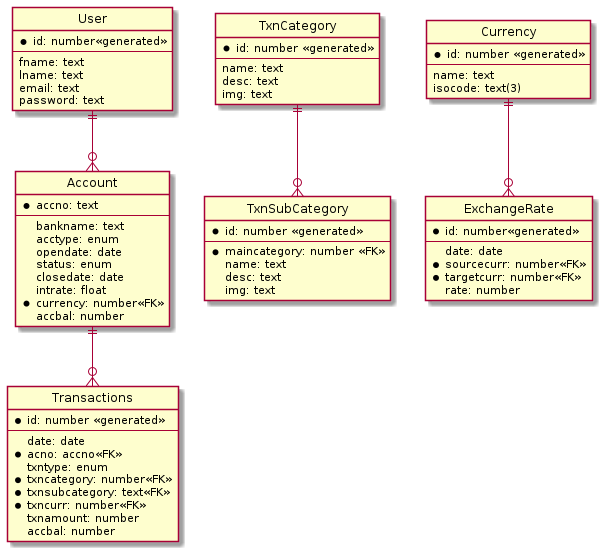 User
id: number«generated»
fname: text
lname: text
email: text
password: text
TxnCategory
id: number «generated»
name: text
desc: text
img: text
Currency
id: number «generated»
name: text
isocode: text(3)
Account
accno: text
bankname: text
acctype: enum
opendate: date
status: enum
closedate: date
intrate: float
currency: number«FK»
accbal: number
TxnSubCategory
id: number «generated»
maincategory: number «FK»
name: text
desc: text
img: text
ExchangeRate
id: number«generated»
date: date
sourcecurr: number«FK»
targetcurr: number«FK»
rate: number
Transactions
id: number «generated»
date: date
acno: accno«FK»
txntype: enum
txncategory: number«FK»
txnsubcategory: text«FK»
txncurr: number«FK»
txnamount: number
accbal: number